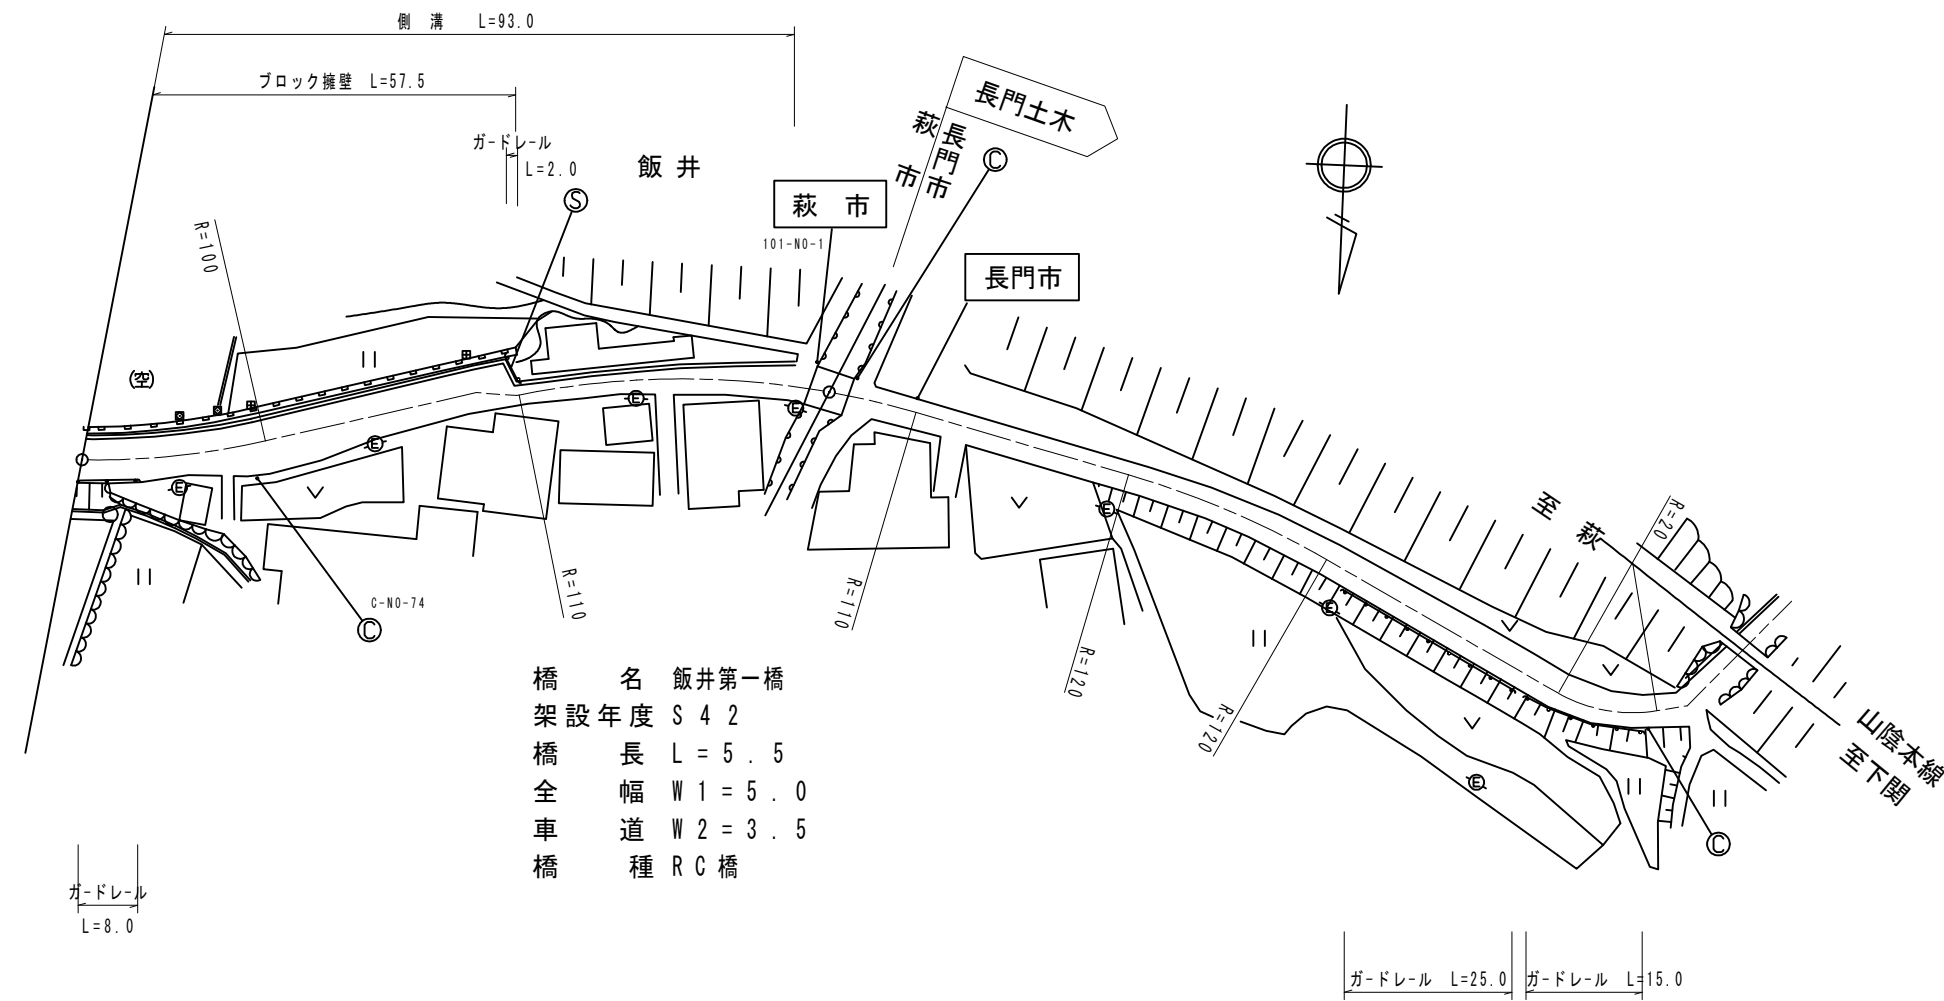 側 溝 L=93.0
ブロック擁壁 L=57.5
ガードレール
L=2.0
飯井
長門土木
長門市
萩 市
C
S
萩 市
101-NO-1
長門市
R=100
(空)
E
E
E
E
E
E
E
C-NO-74
C
R=110
R=110
R=120
R=120
R=20
至 萩
山陰本線
至下関
C
橋 名 飯井第一橋
架設年度 S42
橋 長 L=5.5
全 幅 W1=5.0
車 道 W2=3.5
橋 種 RC橋
ガードレール
L=8.0
ガードレール L=25.0
ガードレール L=15.0